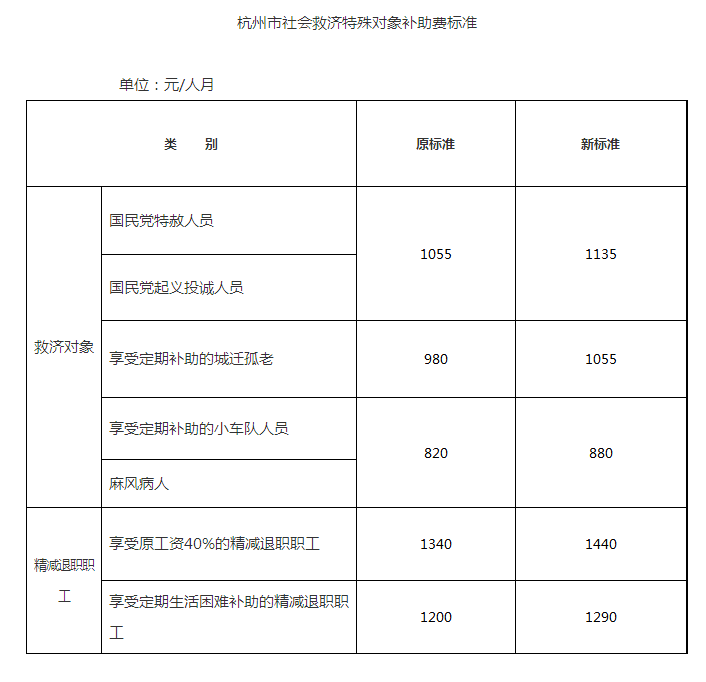 杭州市社会救济特殊对象补助费标准
单位：元/人月
类 别
原标准
新标准
救济对象
国民党特赦人员
1055
1135
国民党起义投诚人员
享受定期补助的城迁孤老
980
1055
享受定期补助的小车队人员
820
880
麻风病人
精减退职职
工
享受原工资40%的精减退职职工
1340
1440
享受定期生活困难补助的精减退职职
工
1200
1290